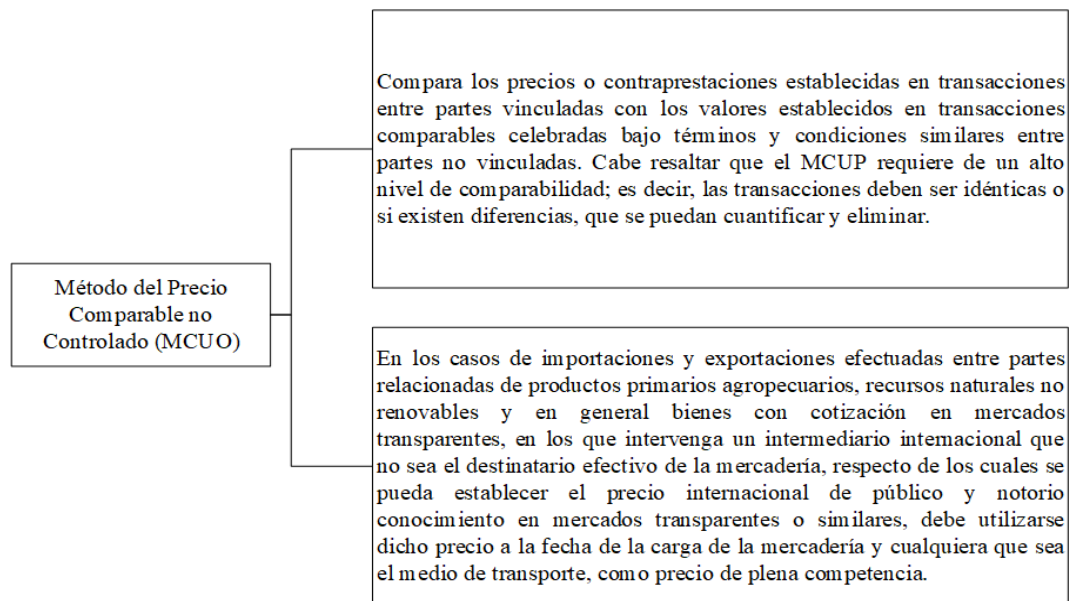 Método del Precio
Comparable no
Controlado (MCUO)
Compara los precios o contraprestaciones establecidas en transacciones
entre partes vinculadas con los valores establecidos en transacciones
comparables celebradas bajo términos y condiciones similares entre
partes no vinculadas. Cabe resaltar que el MCUP requiere de un alto
nivel de comparabilidad; es decir, las transacciones deben ser idénticas o
si existen diferencias, que se puedan cuantificar y eliminar.
En los casos de importaciones y exportaciones efectuadas entre partes
relacionadas de productos primarios agropecuarios, recursos naturales no
renovables y en general bienes con cotización en mercados
transparentes, en los que intervenga un intermediario internacional que
no sea el destinatario efectivo de la mercadería, respecto de los cuales se
pueda establecer el precio internacional de público y notorio
conocimiento en mercados transparentes o similares, debe utilizarse
dicho precio a la fecha de la carga de la mercadería y cualquiera que sea
el medio de transporte, como precio de plena competencia.